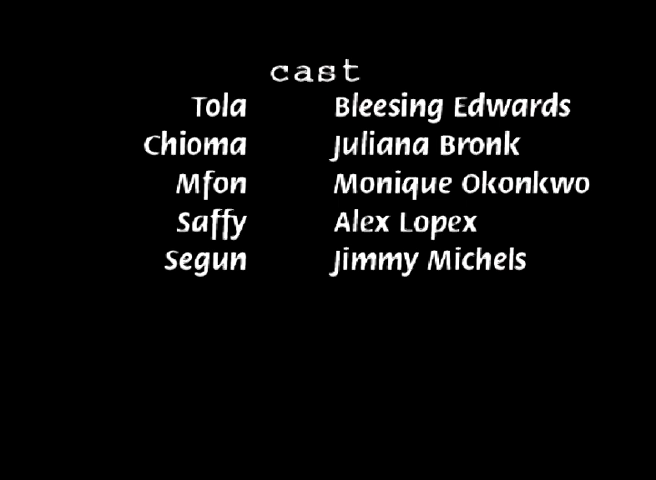 cast
Tola Bleesing Edwards
Chioma Juliana Bronk
Mfon Monique Okonkwo
Saffy Alex Lopex
Segun Jimmy Michels